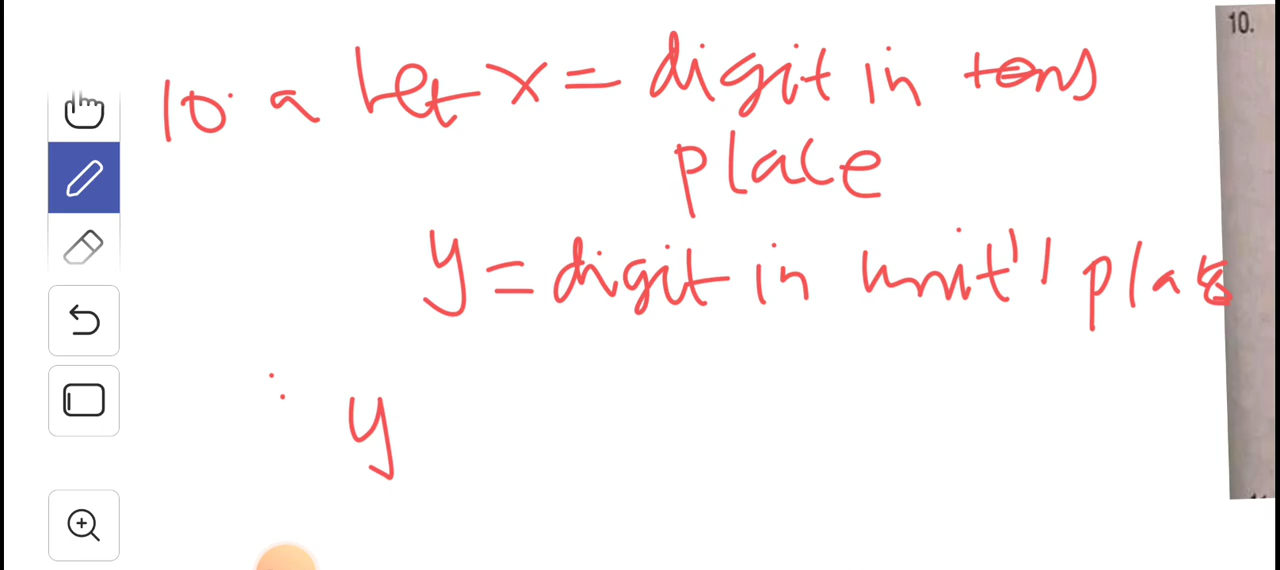 10. a let x = digit in tens
place
y = digit in unit's place
y
10.